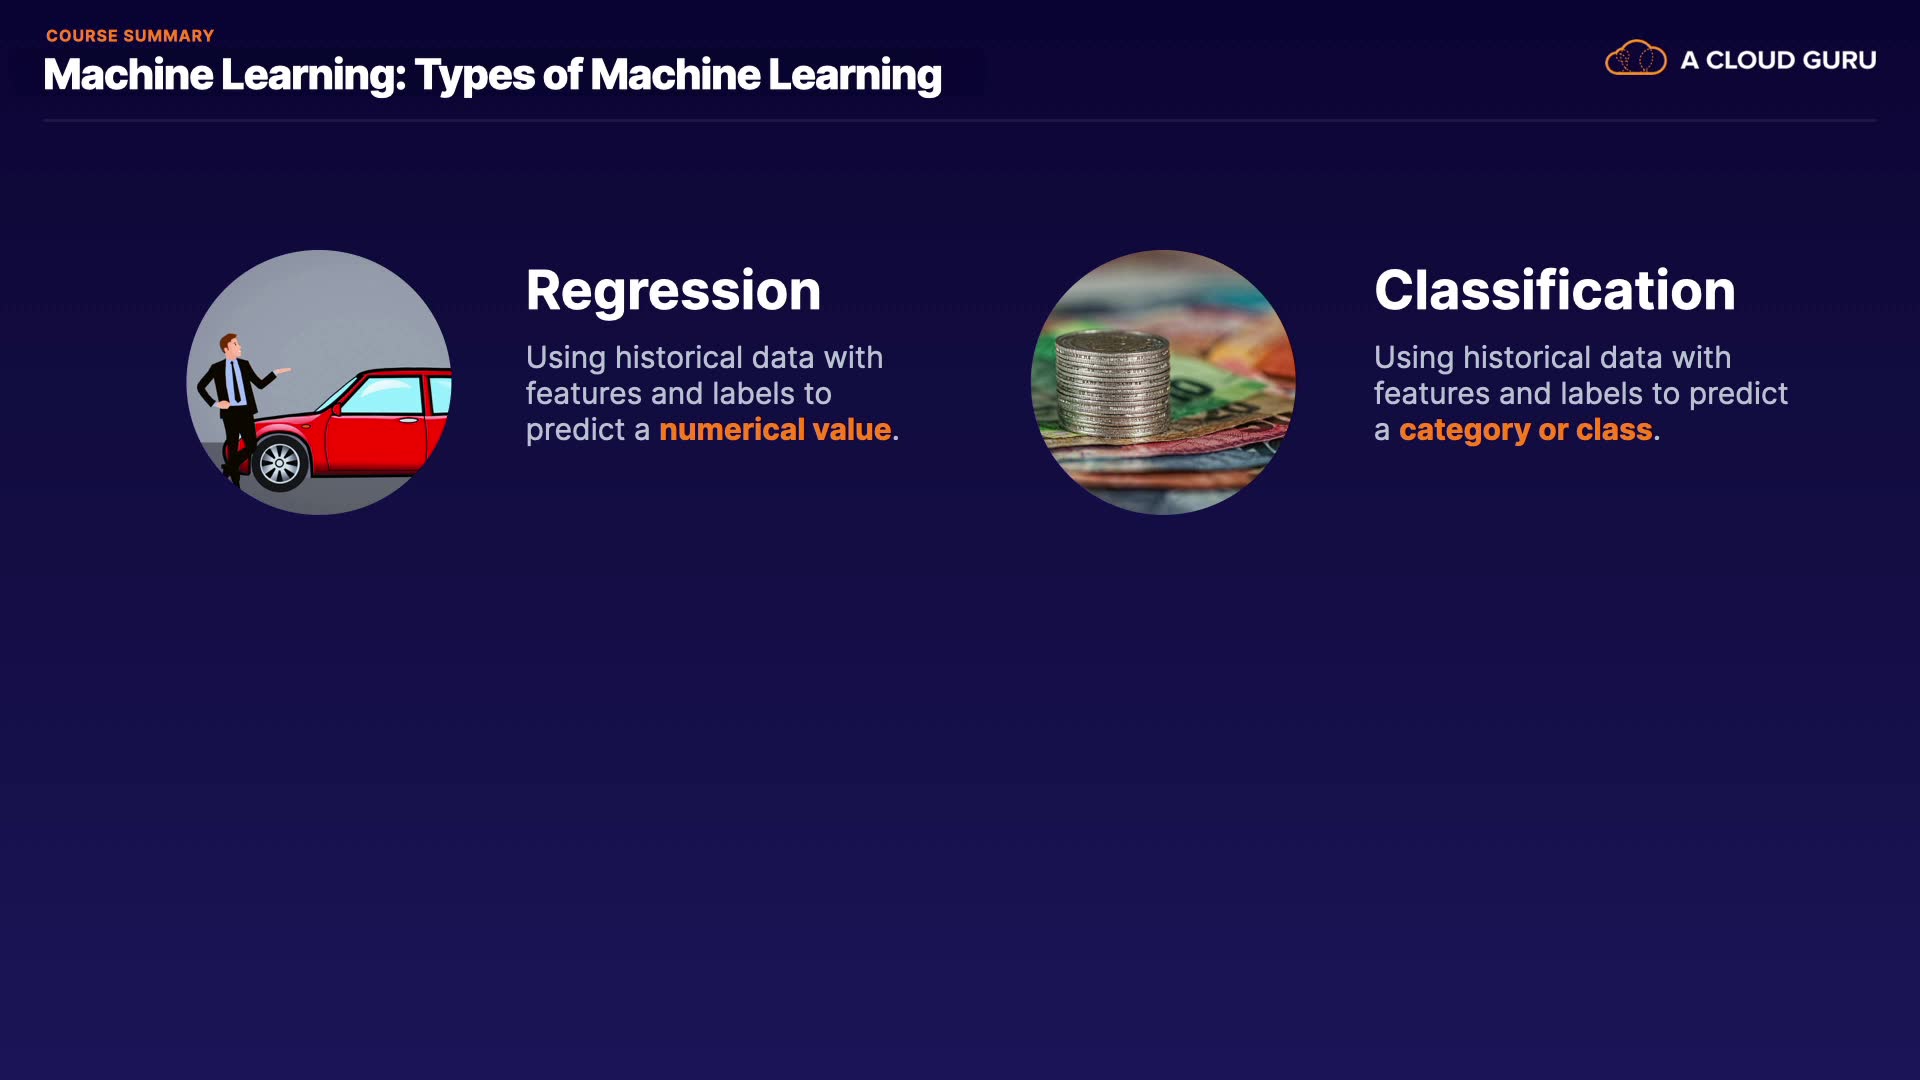 COURSE SUMMARY
Machine Learning: Types of Machine Learning
A CLOUD GURU
Regression
Using historical data with
features and labels to
predict a numerical value.
Classification
Using historical data with
features and labels to predict
a category or class.